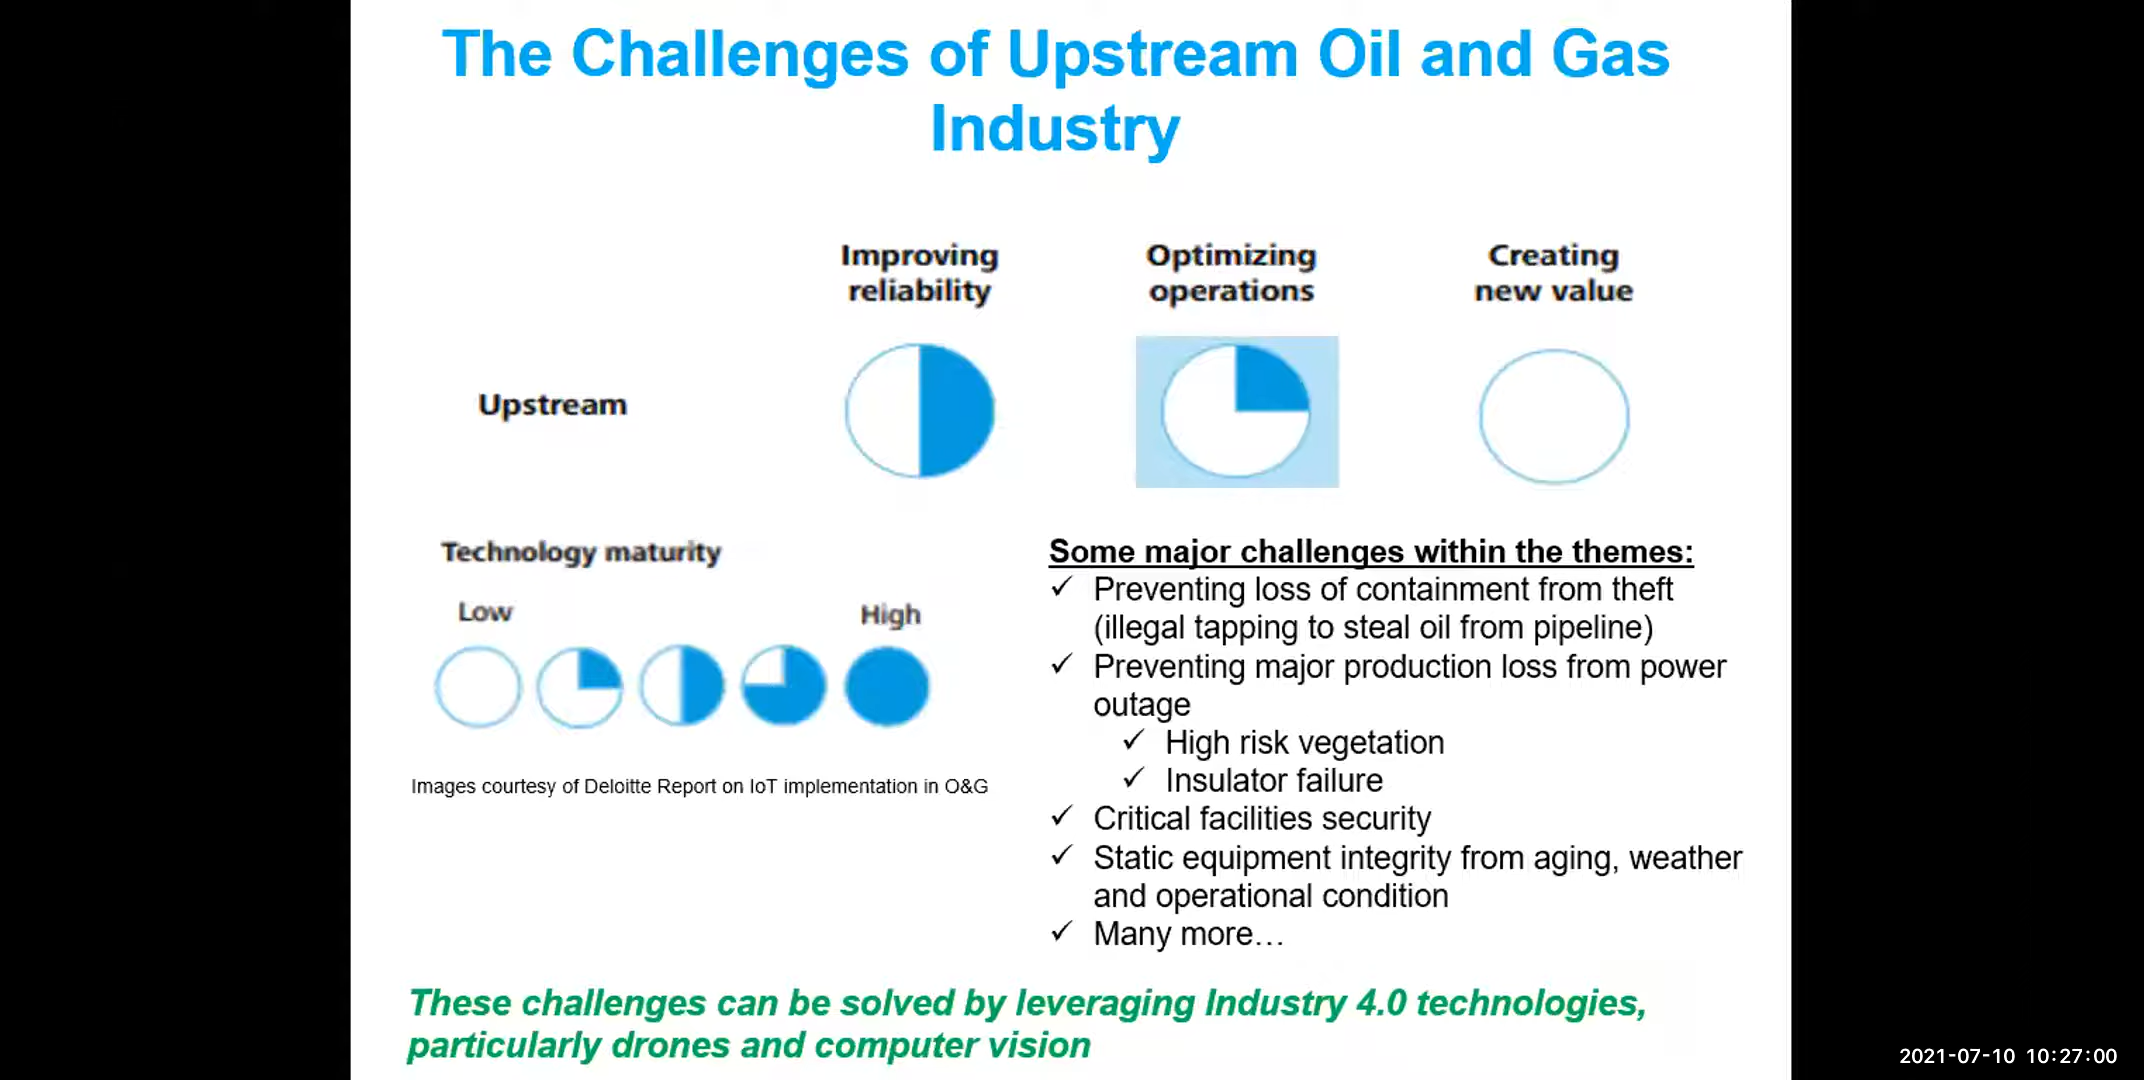 The Challenges of Upstream Oil and Gas
Industry
Improving
reliability
Optimizing
operations
Creating
new value
Upstream
Technology maturity
Low
High
Images courtesy of Deloitte Report on IoT implementation in O&G
Some major challenges within the themes:
✓ Preventing loss of containment from theft
(illegal tapping to steal oil from pipeline)
✓ Preventing major production loss from power
outage
✓ High risk vegetation
✓ Insulator failure
✓ Critical facilities security
✓ Static equipment integrity from aging, weather
and operational condition
✓ Many more…
These challenges can be solved by leveraging Industry 4.0 technologies,
particularly drones and computer vision
2021-07-10 10:27:00